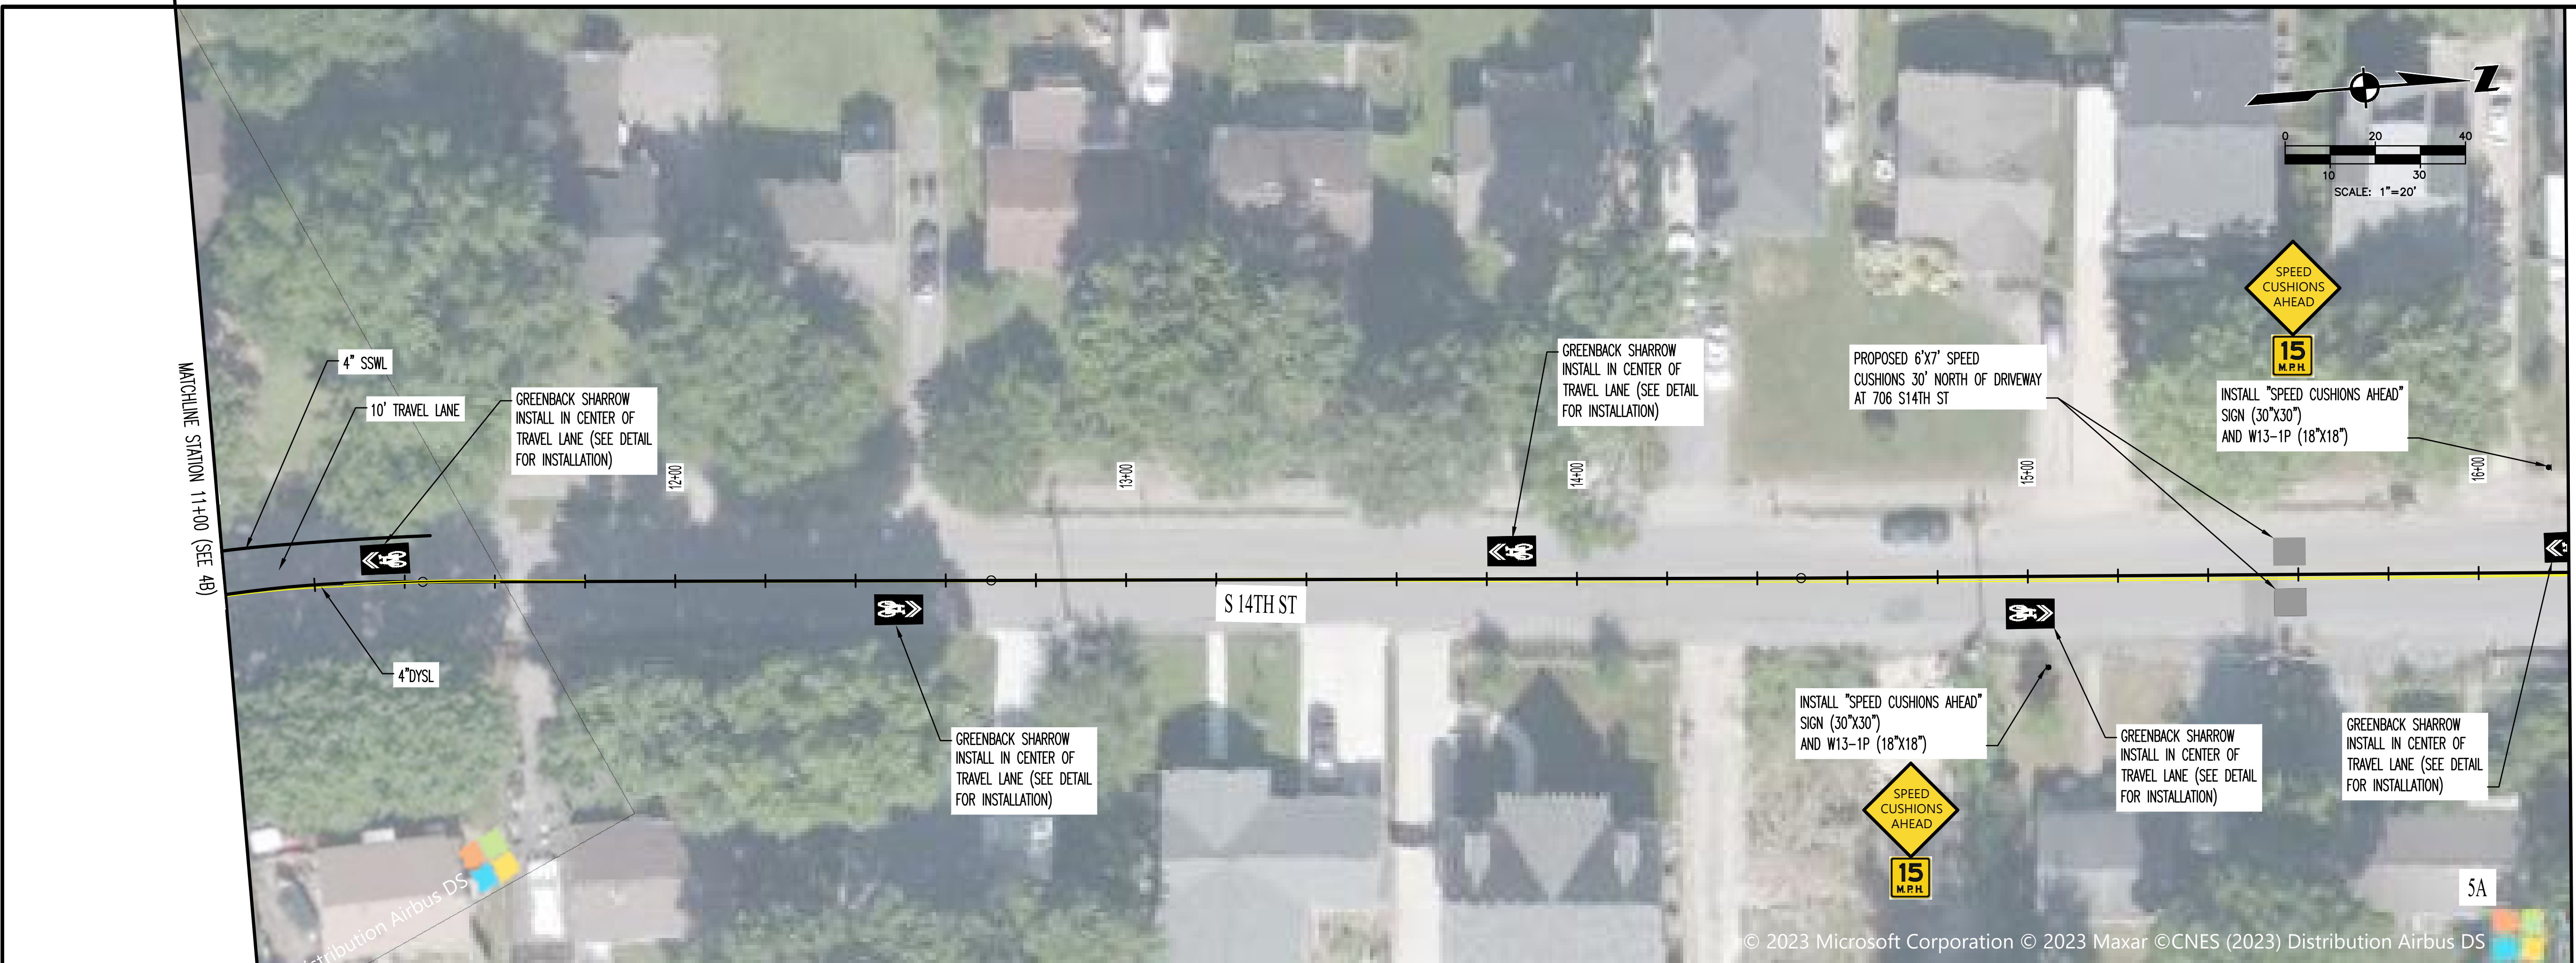 MATCHLINE STATION 11+00 (SEE 4B)
4" SSWL
10' TRAVEL LANE
GREENBACK SHARROW
INSTALL IN CENTER OF
TRAVEL LANE (SEE DETAIL
FOR INSTALLATION)
4"DYSL
12+00
13+00
14+00
15+00
16+00
GREENBACK SHARROW
INSTALL IN CENTER OF
TRAVEL LANE (SEE DETAIL
FOR INSTALLATION)
S 14TH ST
GREENBACK SHARROW
INSTALL IN CENTER OF
TRAVEL LANE (SEE DETAIL
FOR INSTALLATION)
PROPOSED 6'X7' SPEED
CUSHIONS 30' NORTH OF DRIVEWAY
AT 706 S14TH ST
Z
0 20 40
10 30
SCALE: 1"=20'
SPEED
CUSHIONS
AHEAD
15
M.P.H.
INSTALL "SPEED CUSHIONS AHEAD"
SIGN (30"X30")
AND W13-1P (18"X18")
INSTALL "SPEED CUSHIONS AHEAD"
SIGN (30"X30")
AND W13-1P (18"X18")
SPEED
CUSHIONS
AHEAD
15
M.P.H.
GREENBACK SHARROW
INSTALL IN CENTER OF
TRAVEL LANE (SEE DETAIL
FOR INSTALLATION)
GREENBACK SHARROW
INSTALL IN CENTER OF
TRAVEL LANE (SEE DETAIL
FOR INSTALLATION)
5A
stribution Airbus DS
© 2023 Microsoft Corporation © 2023 Maxar ©CNES (2023) Distribution Airbus DS